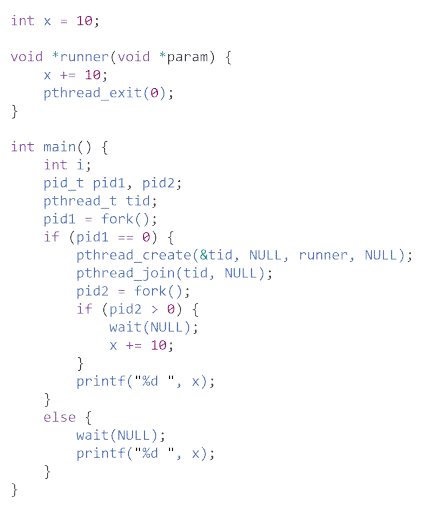 int x = 10;
void *runner(void *param) {
    x += 10;
    pthread_exit(0);
}
int main() {
    int i;
    pid_t pid1, pid2;
    pthread_t tid;
    pid1 = fork();
    if (pid1 == 0) {
        pthread_create(&tid, NULL, runner, NULL);
        pthread_join(tid, NULL);
        pid2 = fork();
        if (pid2 > 0) {
            wait(NULL);
            x += 10;
        }
        printf("%d ", x);
    }
    else {
        wait(NULL);
        printf("%d ", x);
    }
}